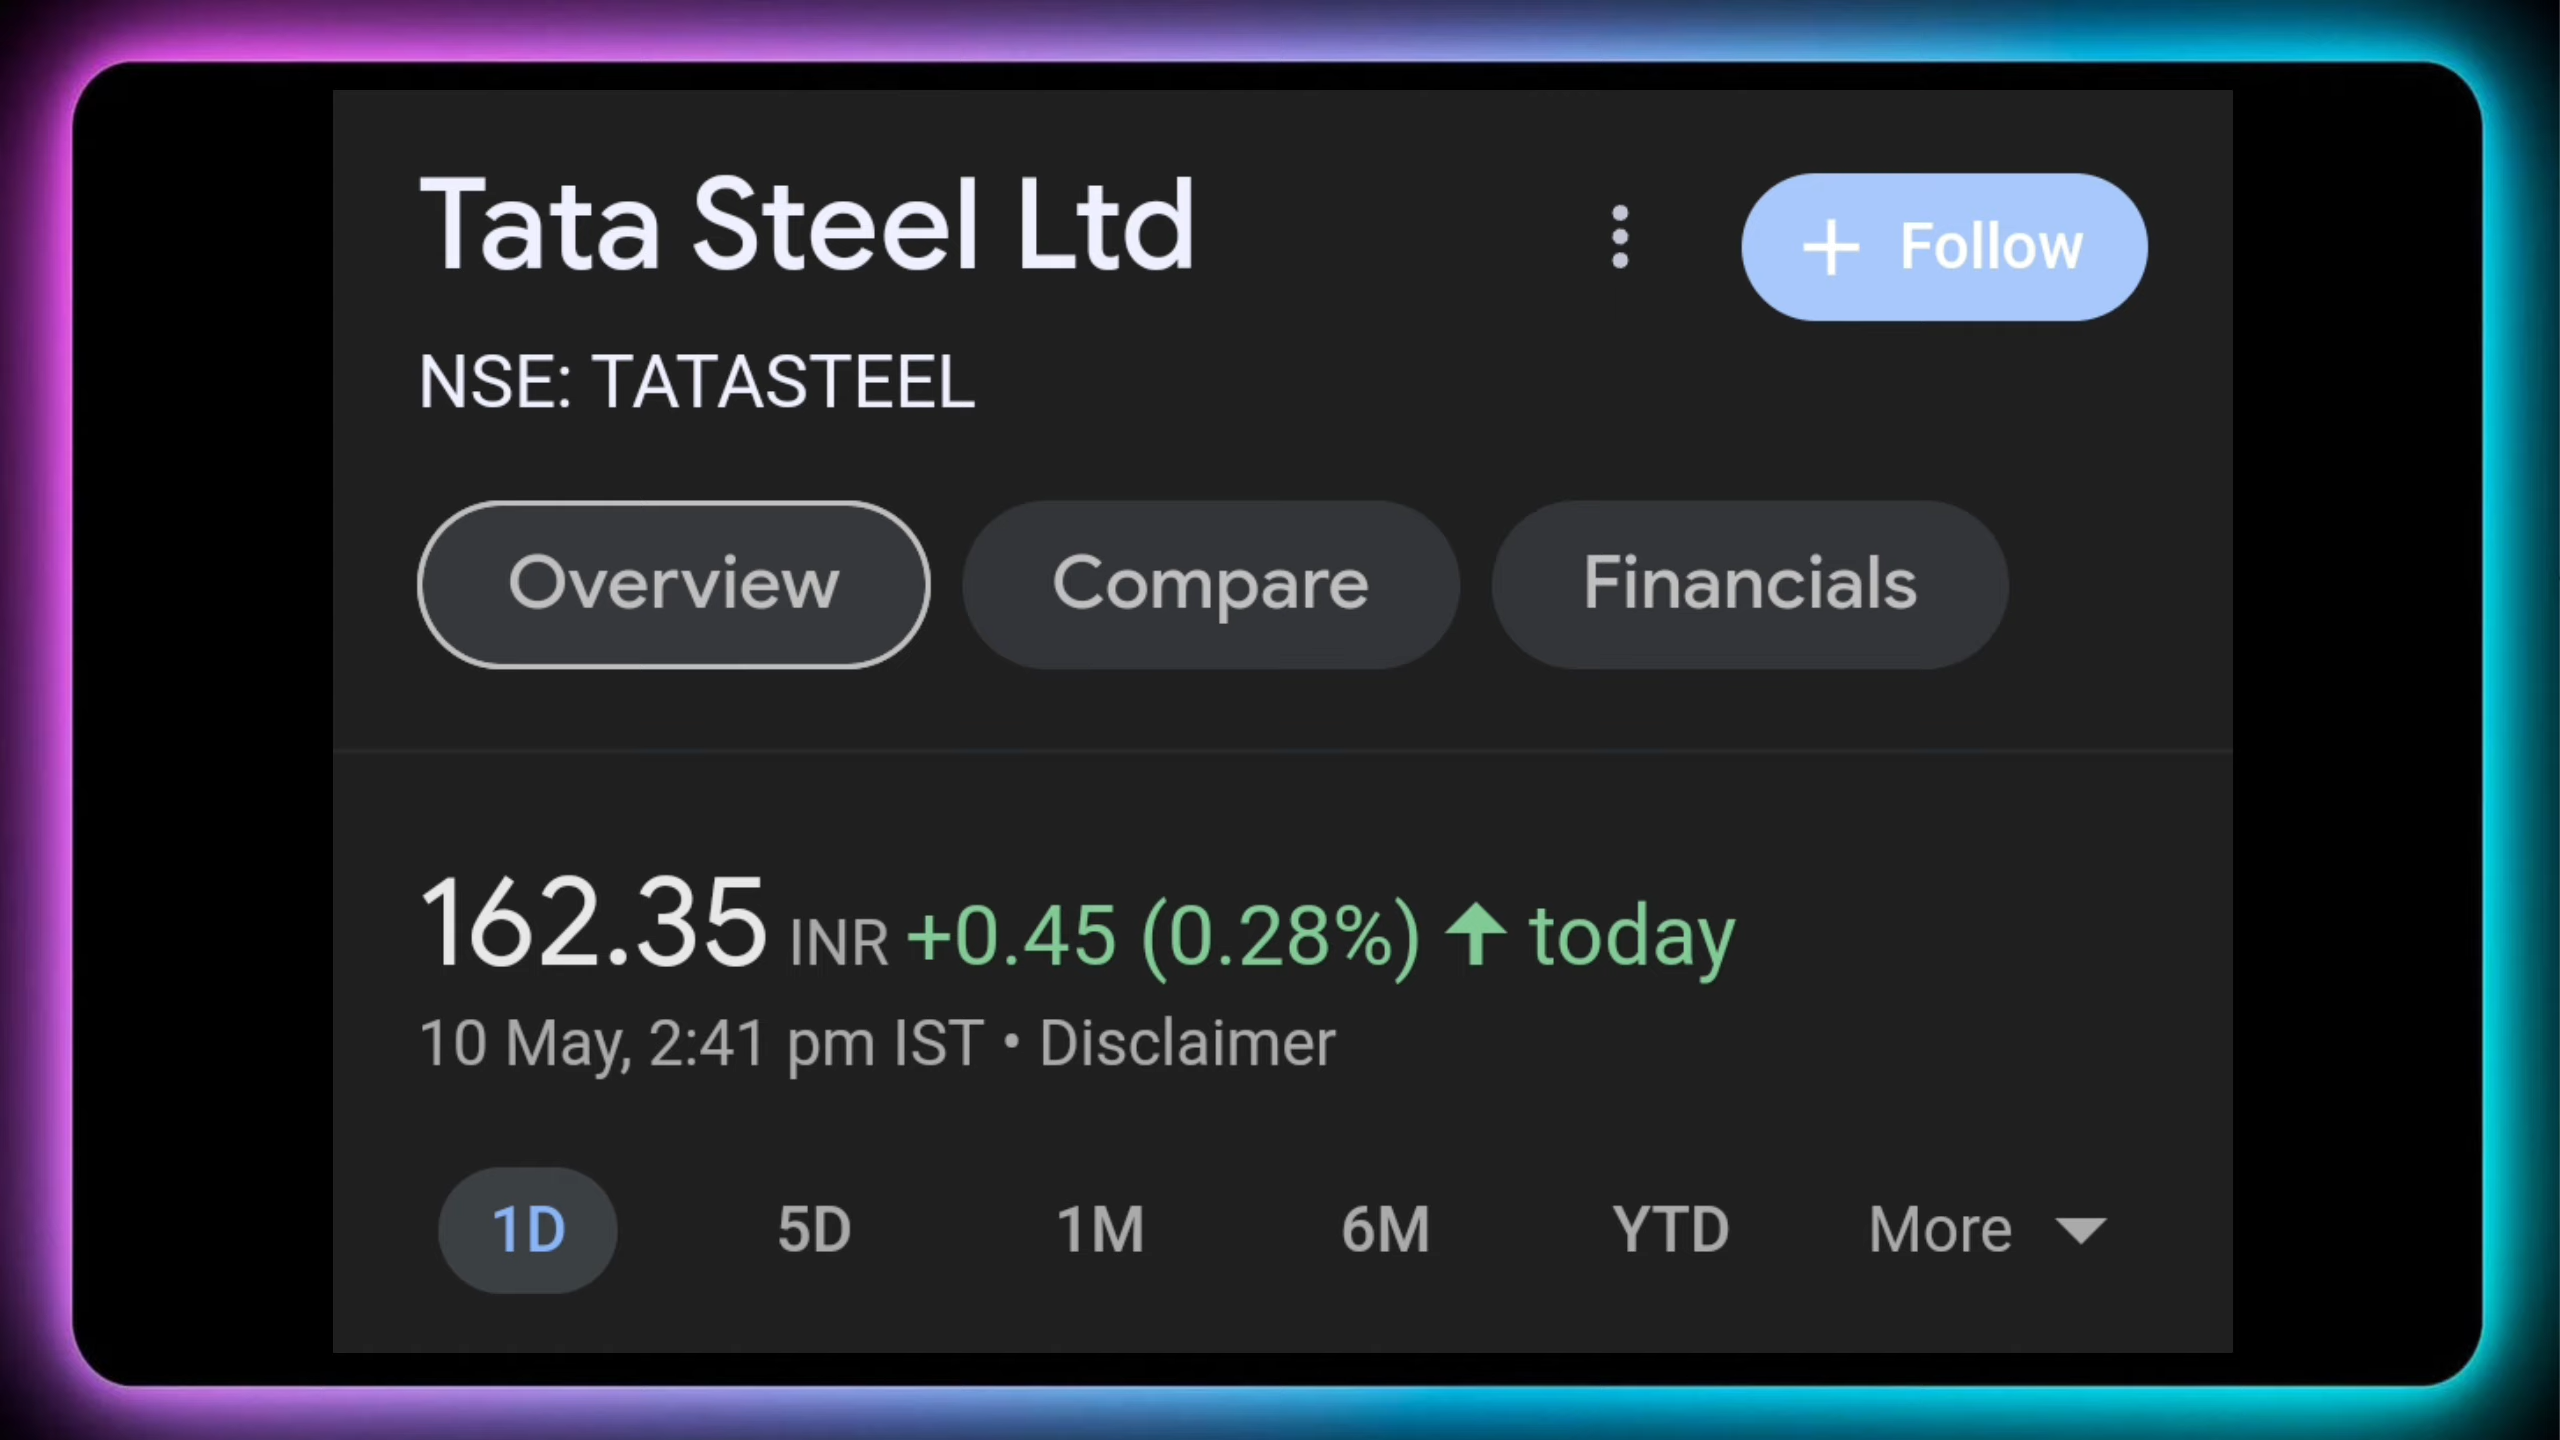 Tata Steel Ltd
+ Follow
NSE: TATASTEEL
Overview Compare Financials
162.35 INR +0.45 (0.28%) ↑ today
10 May, 2:41 pm IST • Disclaimer
1D 5D 1M 6M YTD More